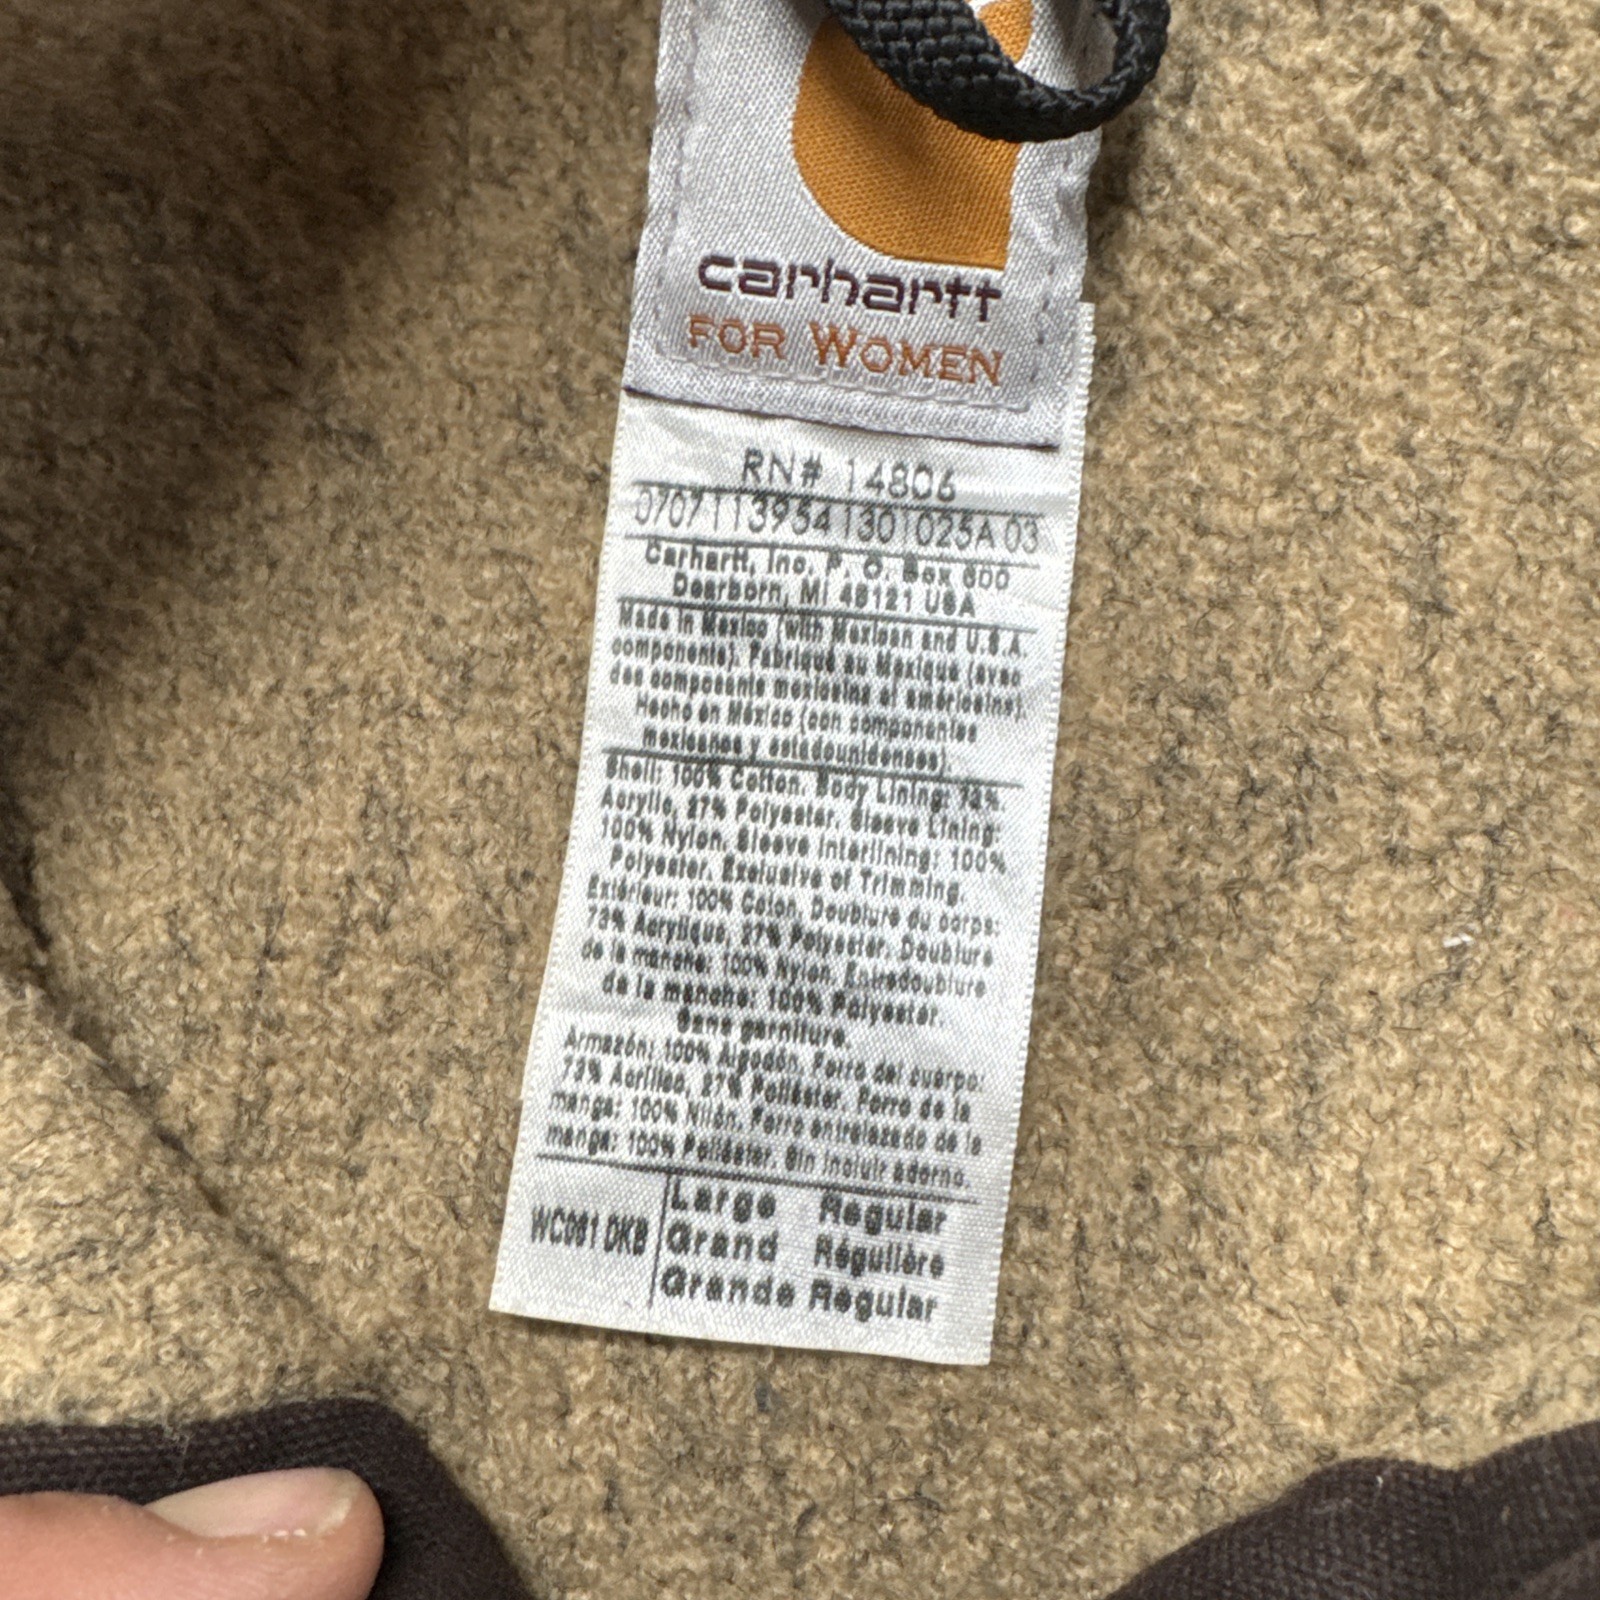 carhartt
FOR WOMEN
RN# 14806
07071139541301025A 03
Carhartt, Inc. P. O. Box 600
Dearborn, MI 48121 USA
Made in Mexico (with Mexican and U.S.A
components). Fabriqué au Mexique (avec
des composants mexicains et américains).
Hecho en México (con componentes
mexicanos y estadounidenses).
Shell: 100% Cotton. Body Lining: 73%
Acrylic, 27% Polyester. Sleeve Lining:
100% Nylon. Sleeve Interlining: 100%
Polyester. Exclusive of Trimming.
Extérieur: 100% Coton. Doublure du corps:
73% Acrylique, 27% Polyester. Doublure
de la manche: 100% Nylon. Entredoublure
de la manche: 100% Polyester.
Sans garniture.
Armazón: 100% Algodón. Forro del cuerpo:
73% Acrílico, 27% Poliéster. Forro de la
manga: 100% Nilón. Forro entrelazado de la
manga: 100% Poliéster. Sin incluir adorno.
WC081 DKB
Large Regular
Grand Régulière
Grande Regular